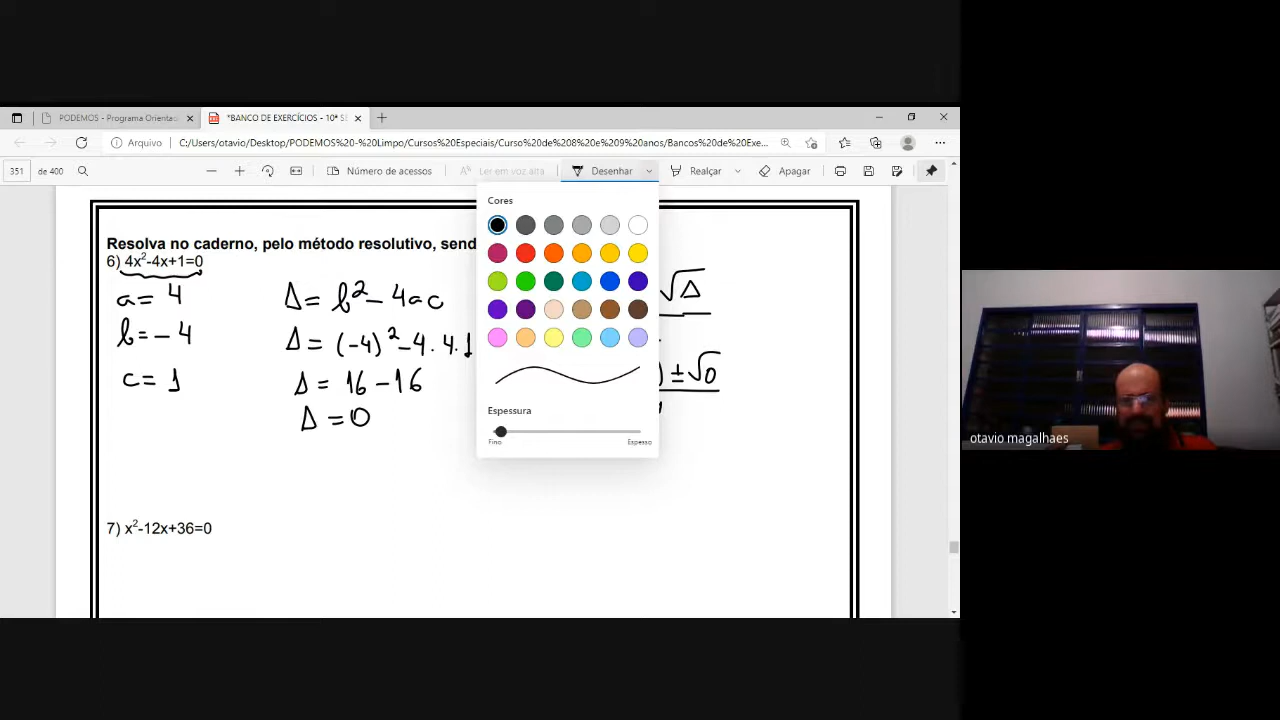 PODEMOS - Programa Orientac
*BANCO DE EXERCÍCIOS - 10ª SE
Arquivo C:/Users/otavio/Desktop/PODEMOS%20-%20Limpo/Cursos%20Especiais/Curso%20de%208%20e%209%20anos/Bancos%20de%20Exe...
351 de 400 Número de acessos Ler em voz alta Desenhar Realçar Apagar
Cores
Espessura
Fino Espesso
Resolva no caderno, pelo método resolutivo, send
6) 4x²-4x+1=0
a = 4
b = -4
c = 1
Δ = b² - 4ac
Δ = (-4)² - 4 . 4 . 1
Δ = 16 - 16
Δ = 0
√Δ
) ± √0
7) x²-12x+36=0
otavio magalhaes